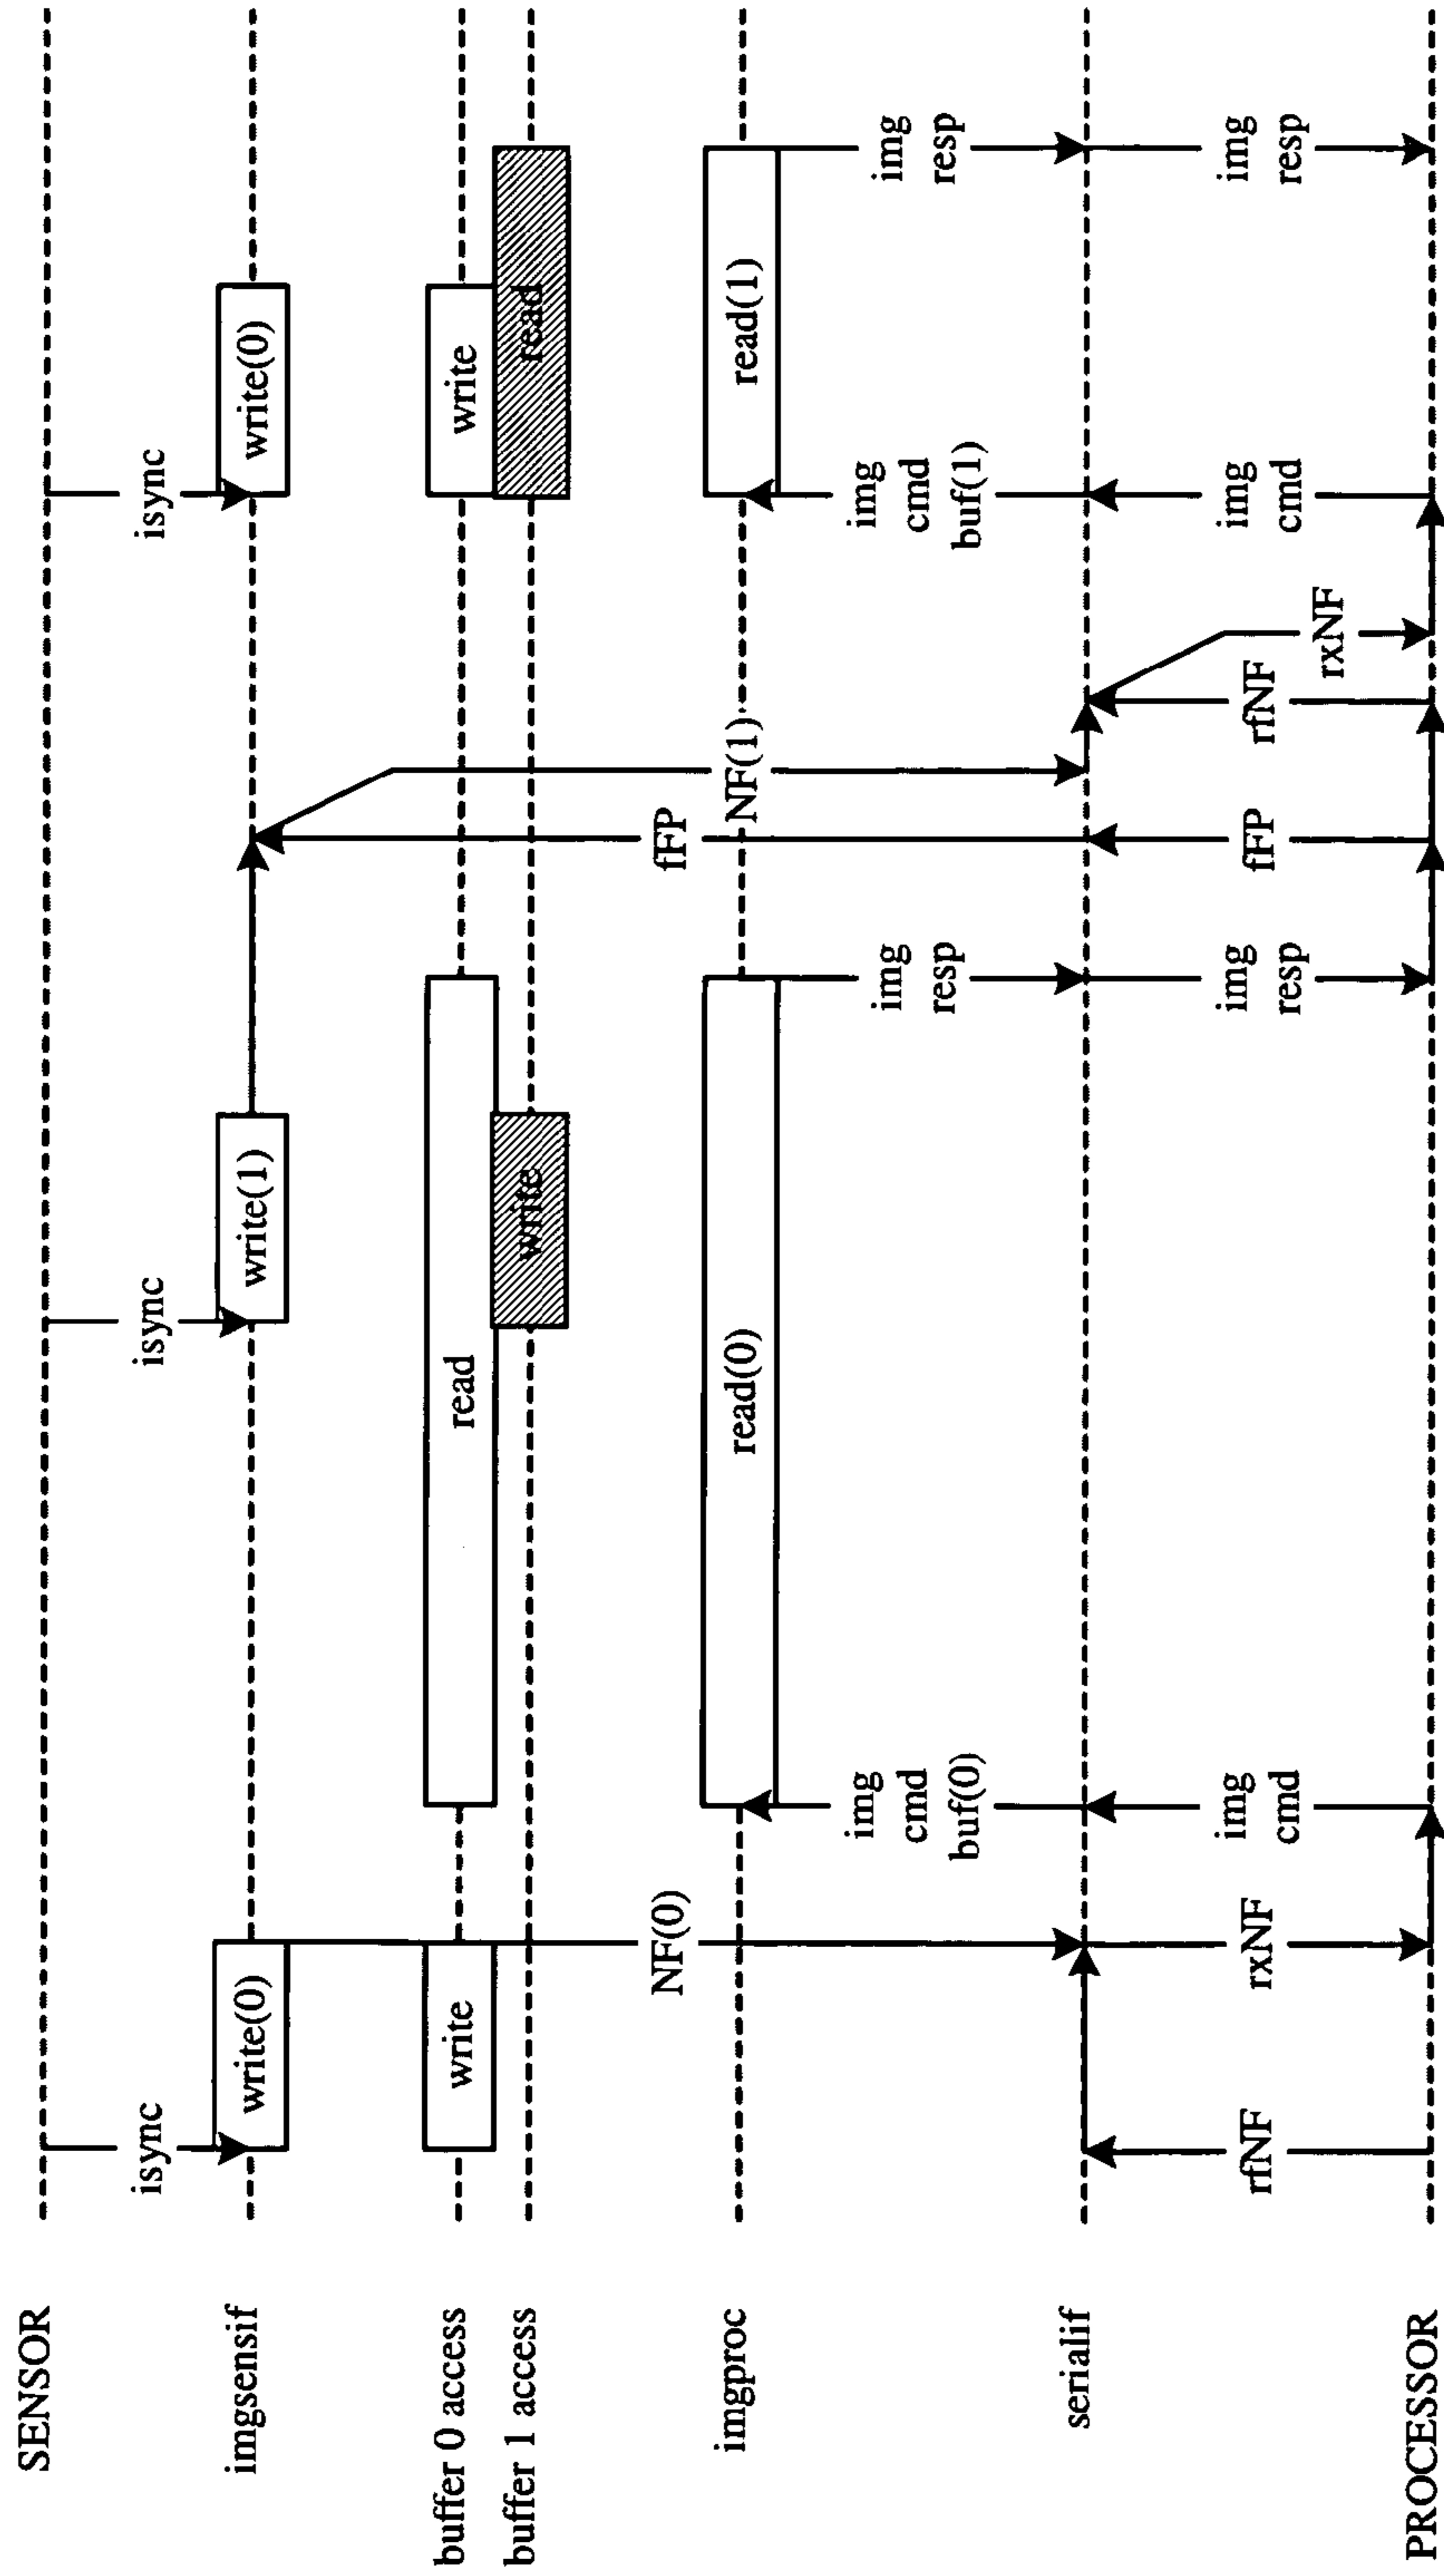 SENSOR
isync
isync
isync
imgsensif
write(0)
write(1)
write(0)
buffer 0 access
write
read
write
buffer 1 access
write
read
NF(0)
fFP
imgproc
read(0)
NF(1)
read(1)
img
cmd
buf(0)
img
resp
img
cmd
buf(1)
img
resp
serialif
rfNF
rxNF
img
cmd
img
resp
fFP
rfNF
rxNF
img
cmd
img
resp
PROCESSOR